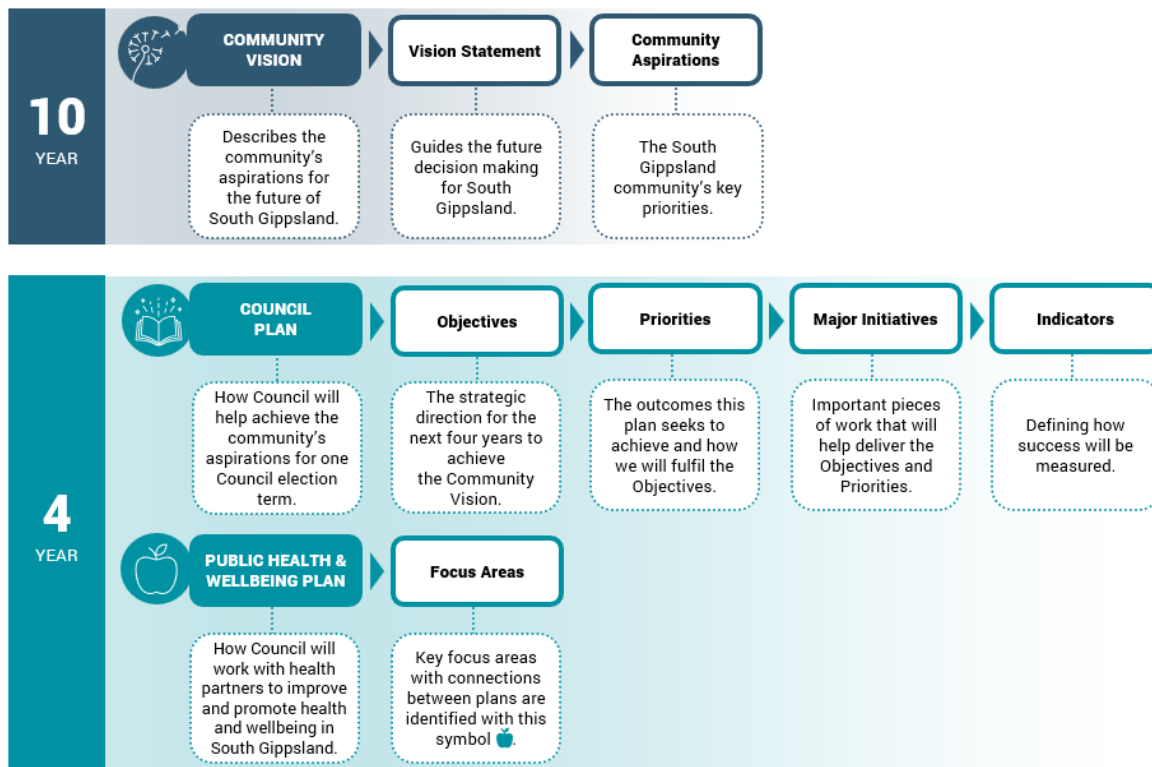 10
YEAR
COMMUNITY
VISION
Vision Statement
Community
Aspirations
Describes the
community's
aspirations for
the future of
South Gippsland.
Guides the future
decision making
for South
Gippsland.
The South
Gippsland
community's key
priorities.
4
YEAR
COUNCIL
PLAN
Objectives
Priorities
Major Initiatives
Indicators
How Council will
help achieve the
community's
aspirations for one
Council election
term.
The strategic
direction for the
next four years to
achieve
the Community
Vision.
The outcomes this
plan seeks to
achieve and how
we will fulfil the
Objectives.
Important pieces
of work that will
help deliver the
Objectives and
Priorities.
Defining how
success will be
measured.
PUBLIC HEALTH &
WELLBEING PLAN
Focus Areas
How Council will
work with health
partners to improve
and promote health
and wellbeing in
South Gippsland.
Key focus areas
with connections
between plans are
identified with this
symbol .